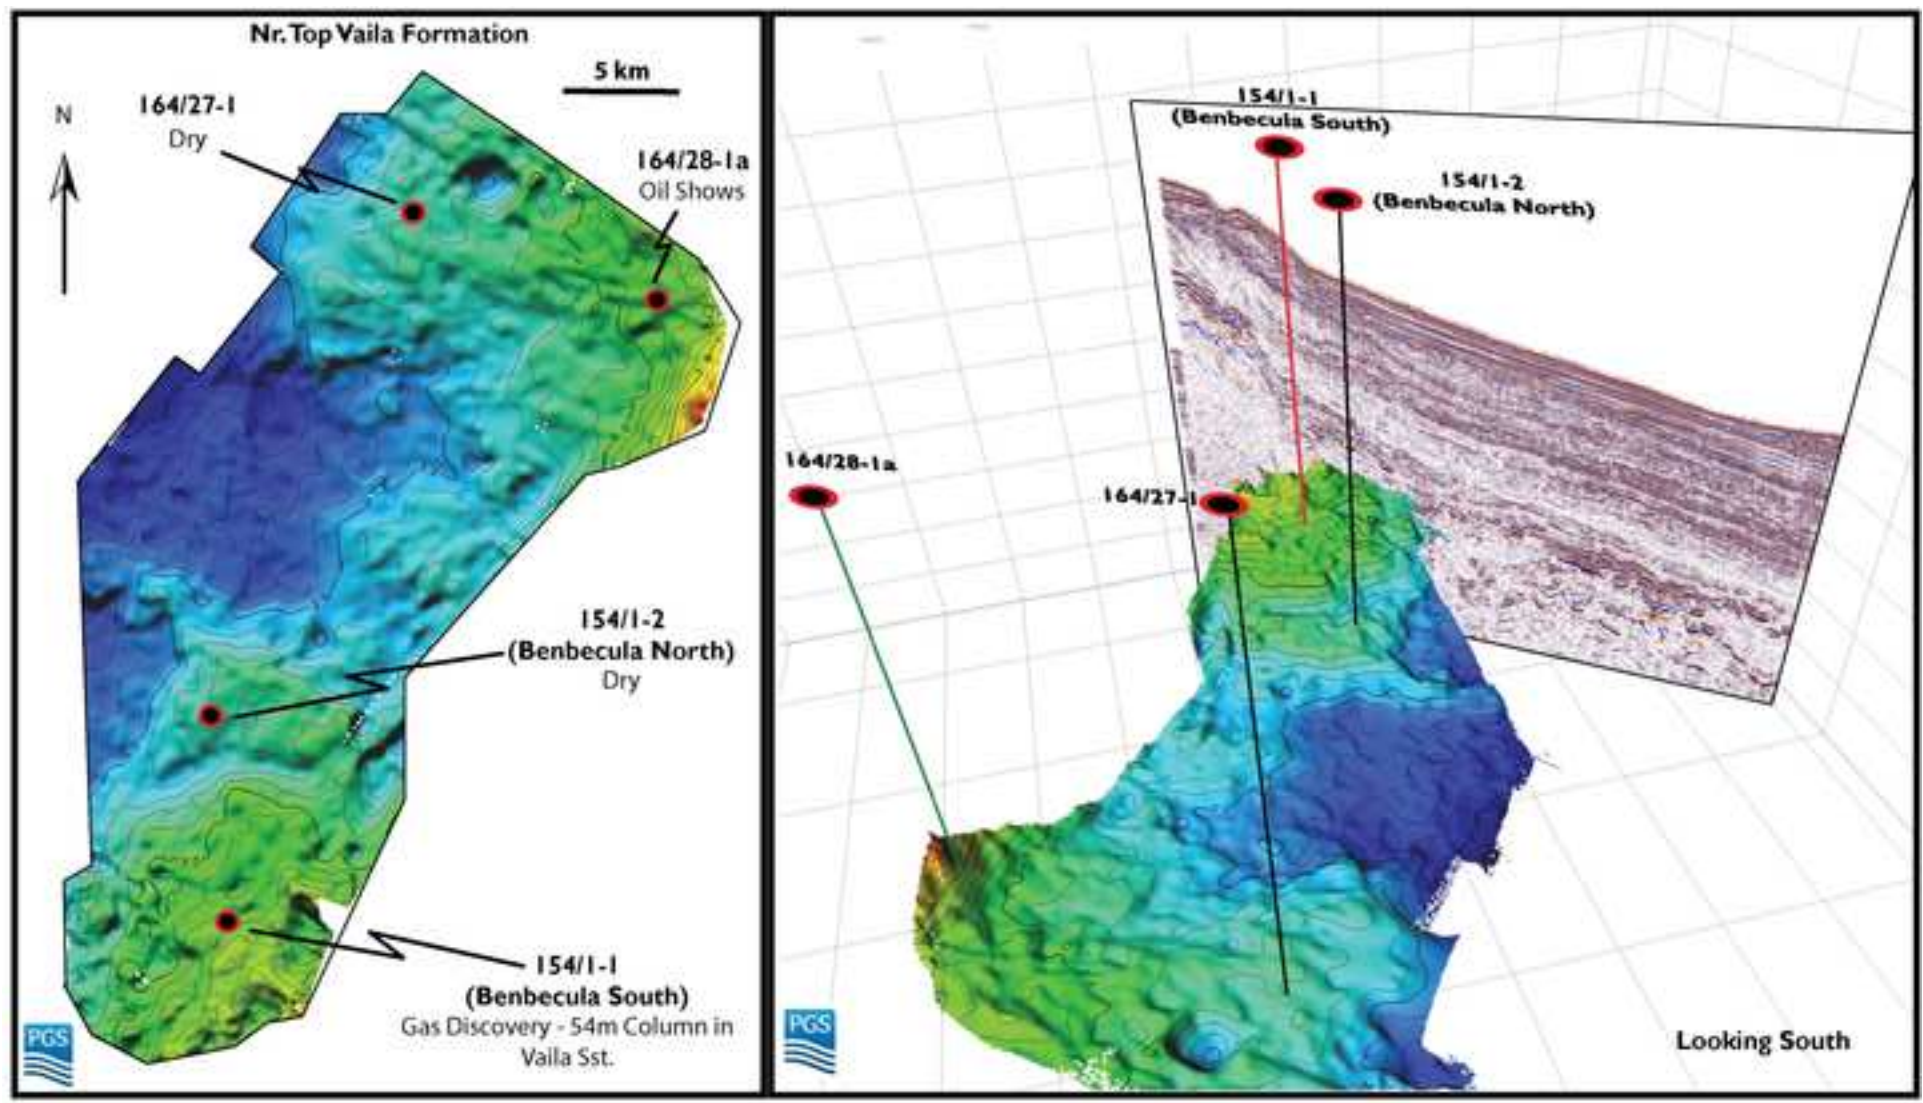 Nr. Top Vaila Formation
5 km
N
164/27-1
Dry
164/28-1a
Oil Shows
154/1-2
(Benbecula North)
Dry
154/1-1
(Benbecula South)
Gas Discovery - 54m Column in
Vaila Sst.
PGS
154/1-1
(Benbecula South)
154/1-2
(Benbecula North)
164/28-1a
164/27-1
PGS
Looking South